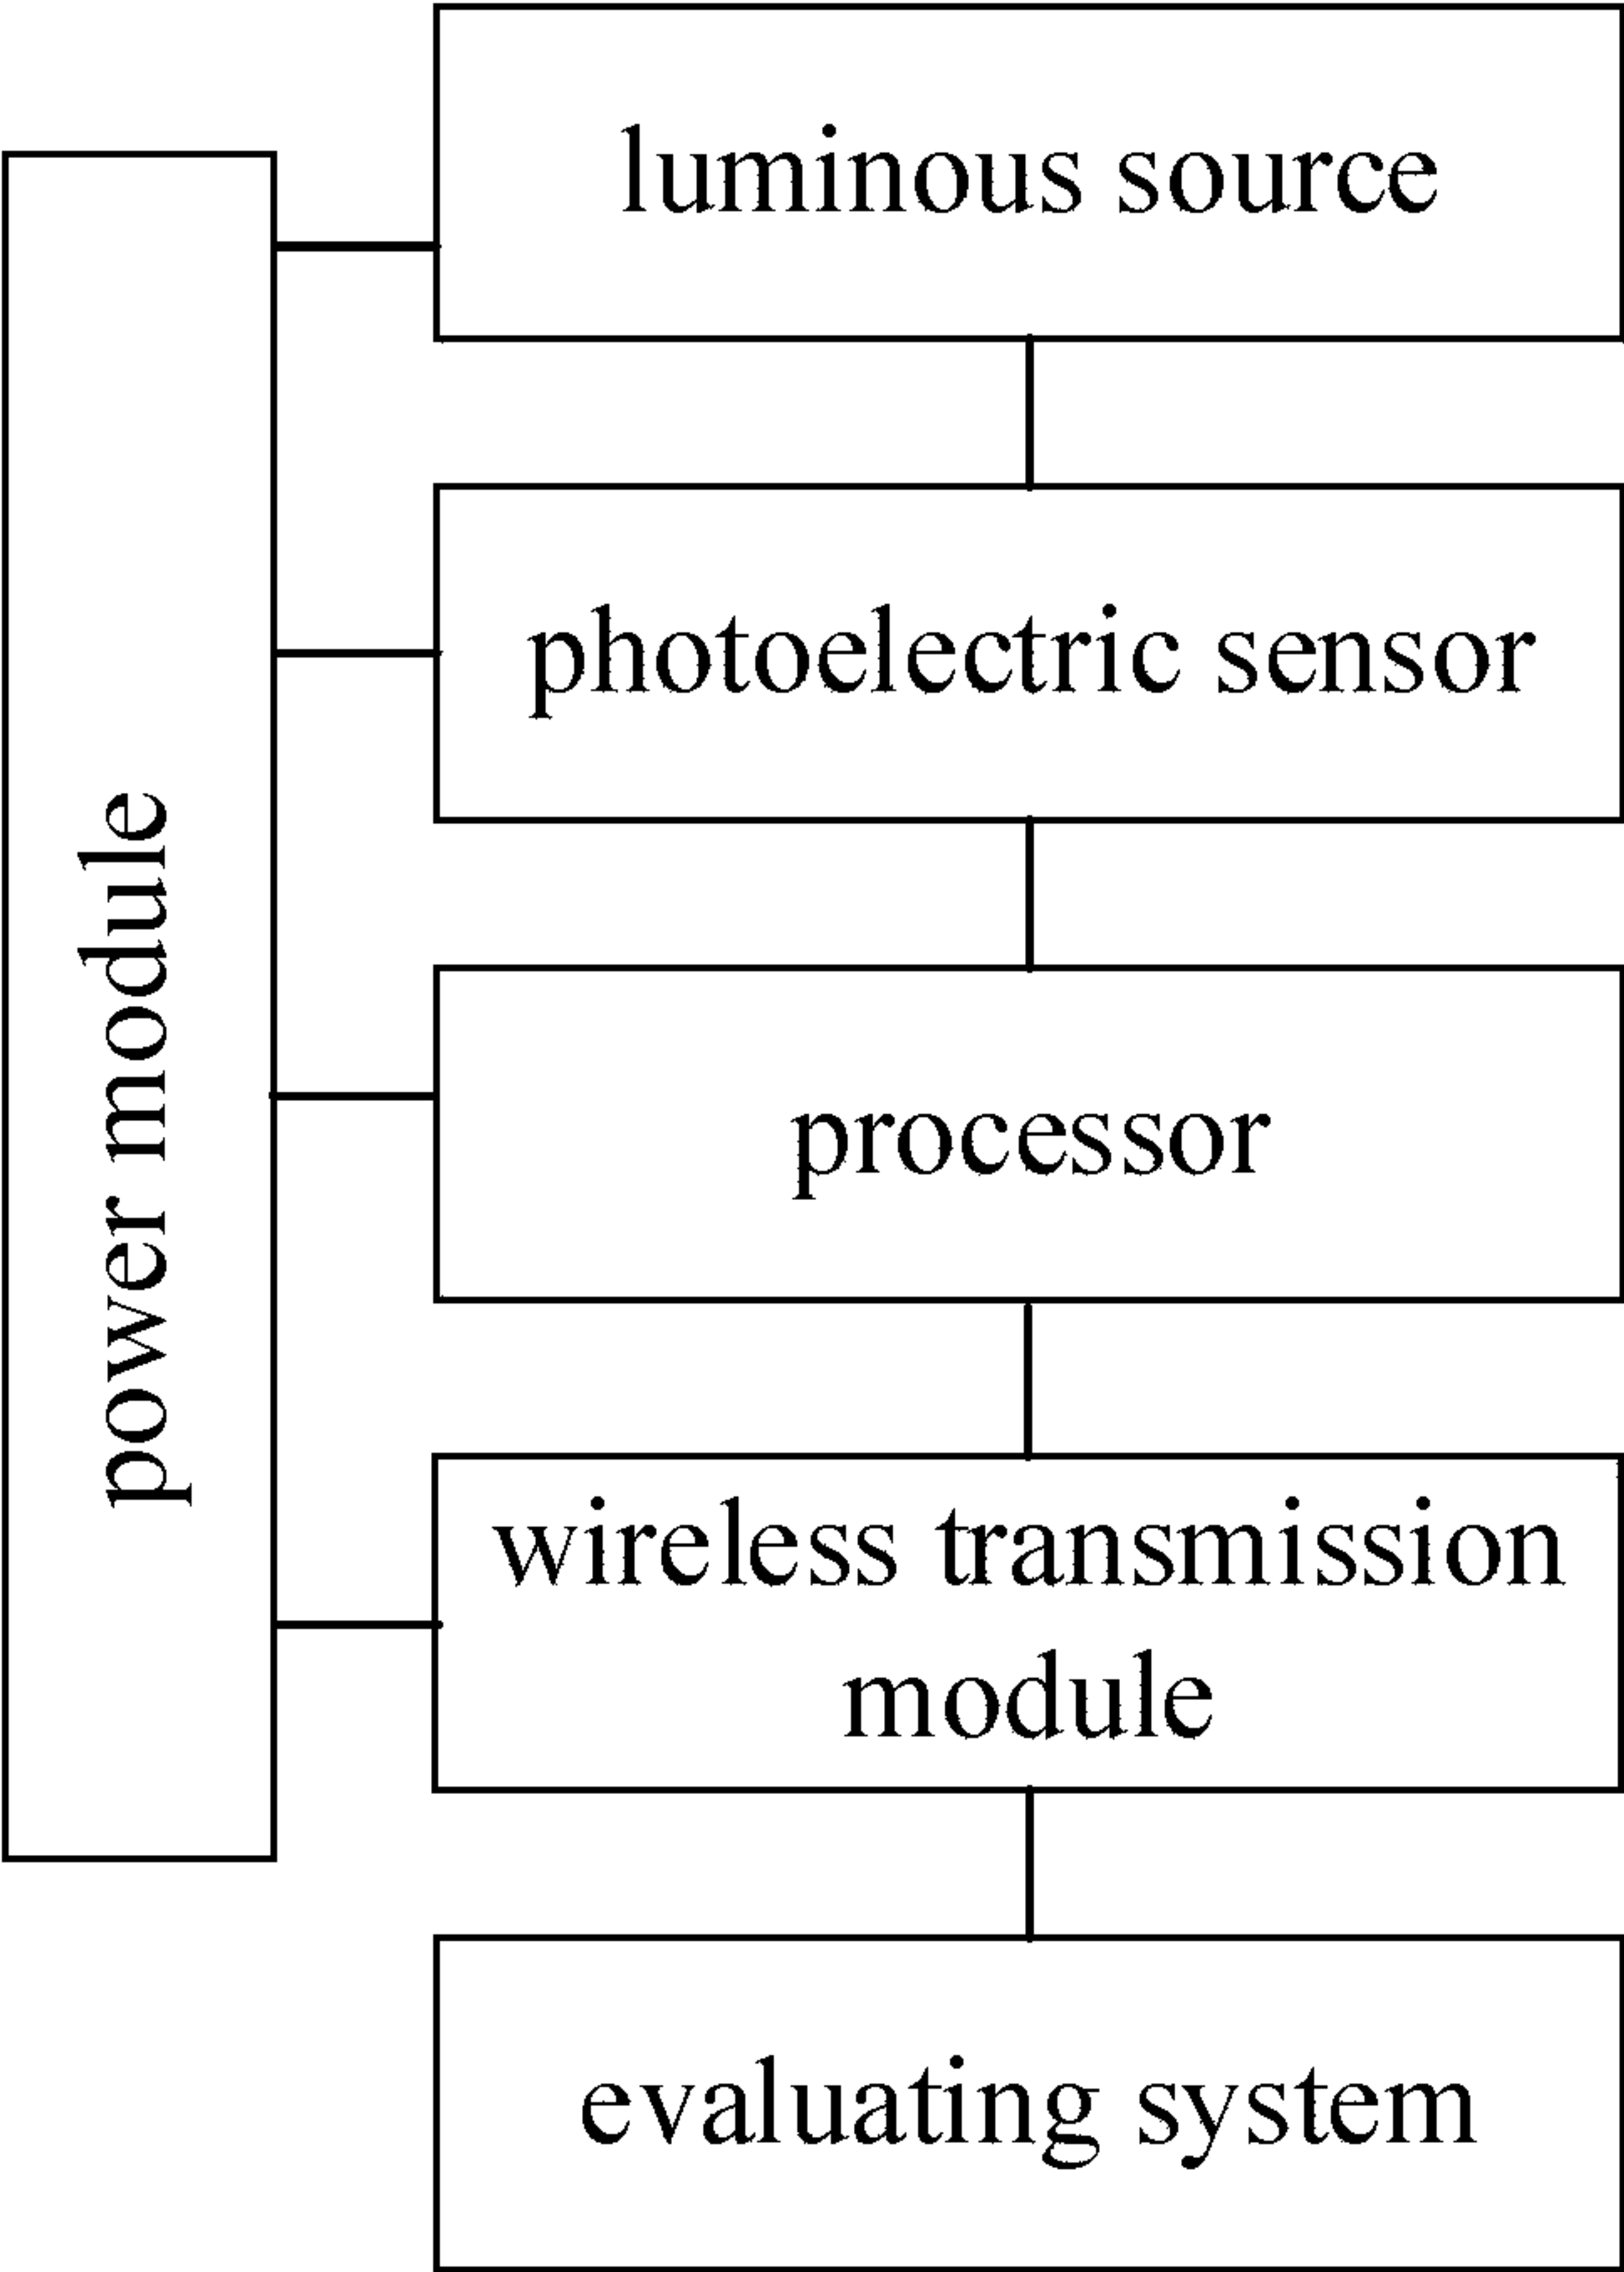 luminous source
photoelectric sensor
power module
processor
wireless transmission
module
evaluating system